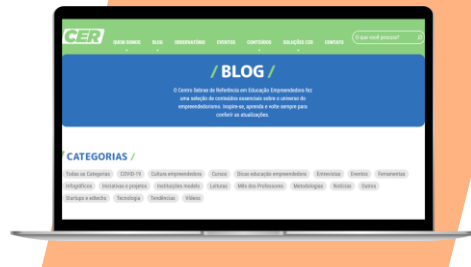 CER
QUEM SOMOS BLOG OBSERVATÓRIO EVENTOS CONTEÚDOS SOLUÇÃO CER CONTATO O que você procura?
/ BLOG /
O Centro Sebrae de Referência em Educação Empreendedora fez
uma seleção de conteúdos essenciais sobre o universo do
empreendedorismo. Inspire-se, aprenda e volte sempre para
conferir as atualizações.
/ CATEGORIAS /
Todas as Categorias COVID-19 Cultura empreendedora Cursos Dicas educação empreendedora Entrevistas Eventos Ferramentas
Infográficos Iniciativas e projetos Instituições modelo Leituras Mês dos Professores Metodologias Notícias Outros
Startups e edtechs Tecnologia Tendências Vídeos